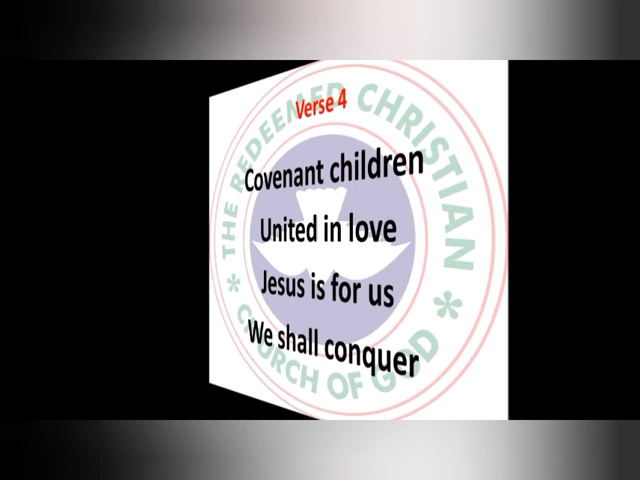 Verse 4
Covenant children
United in love
Jesus is for us
We shall conquer
THE REDEEMED CHRISTIAN
* CHURCH OF GOD *